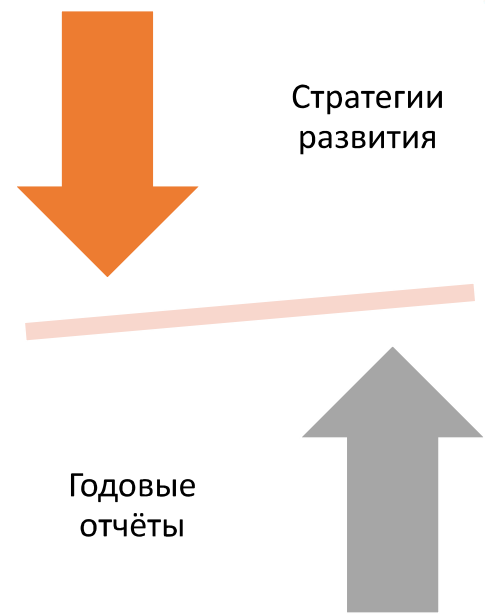 Стратегии
развития
Годовые
отчёты